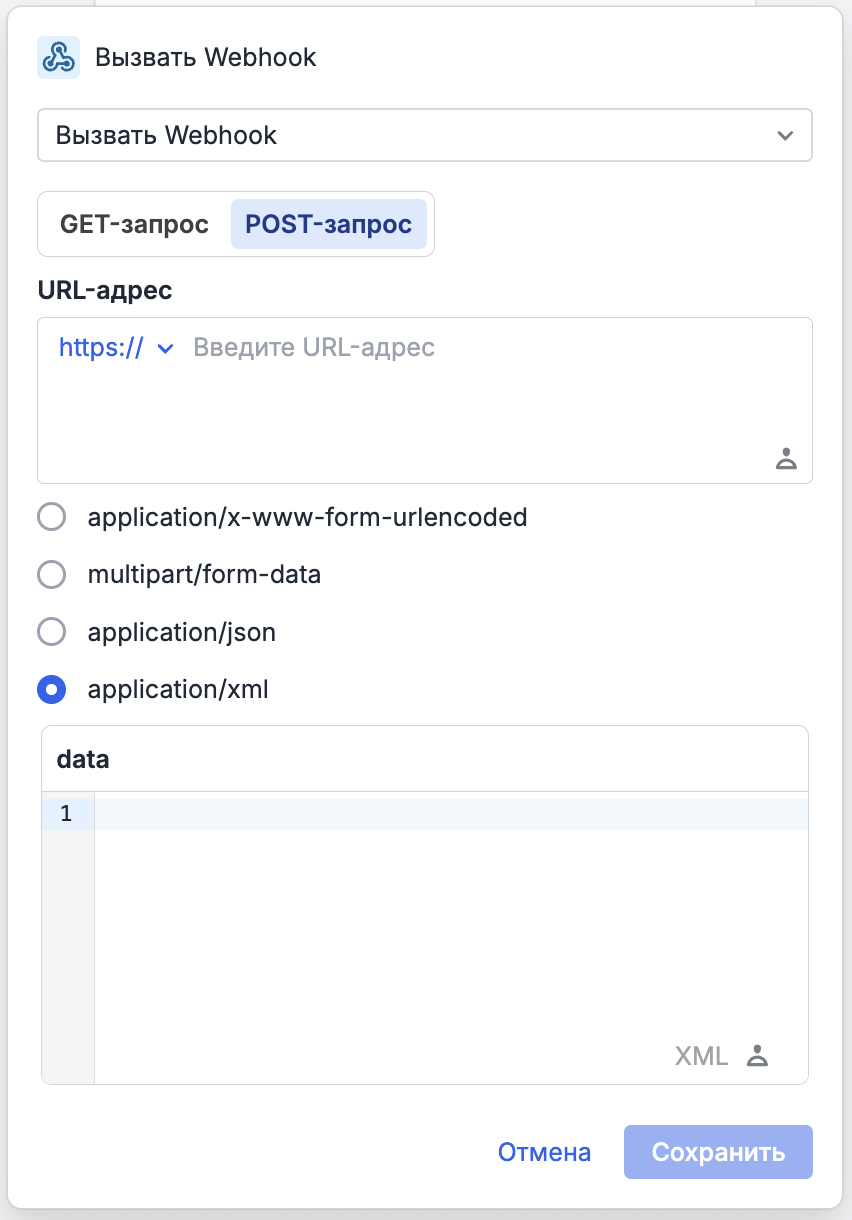 Вызвать Webhook
Вызвать Webhook
GET-запрос POST-запрос
URL-адрес
https:// Введите URL-адрес
application/x-www-form-urlencoded
multipart/form-data
application/json
application/xml
data
1
XML
Отмена Сохранить